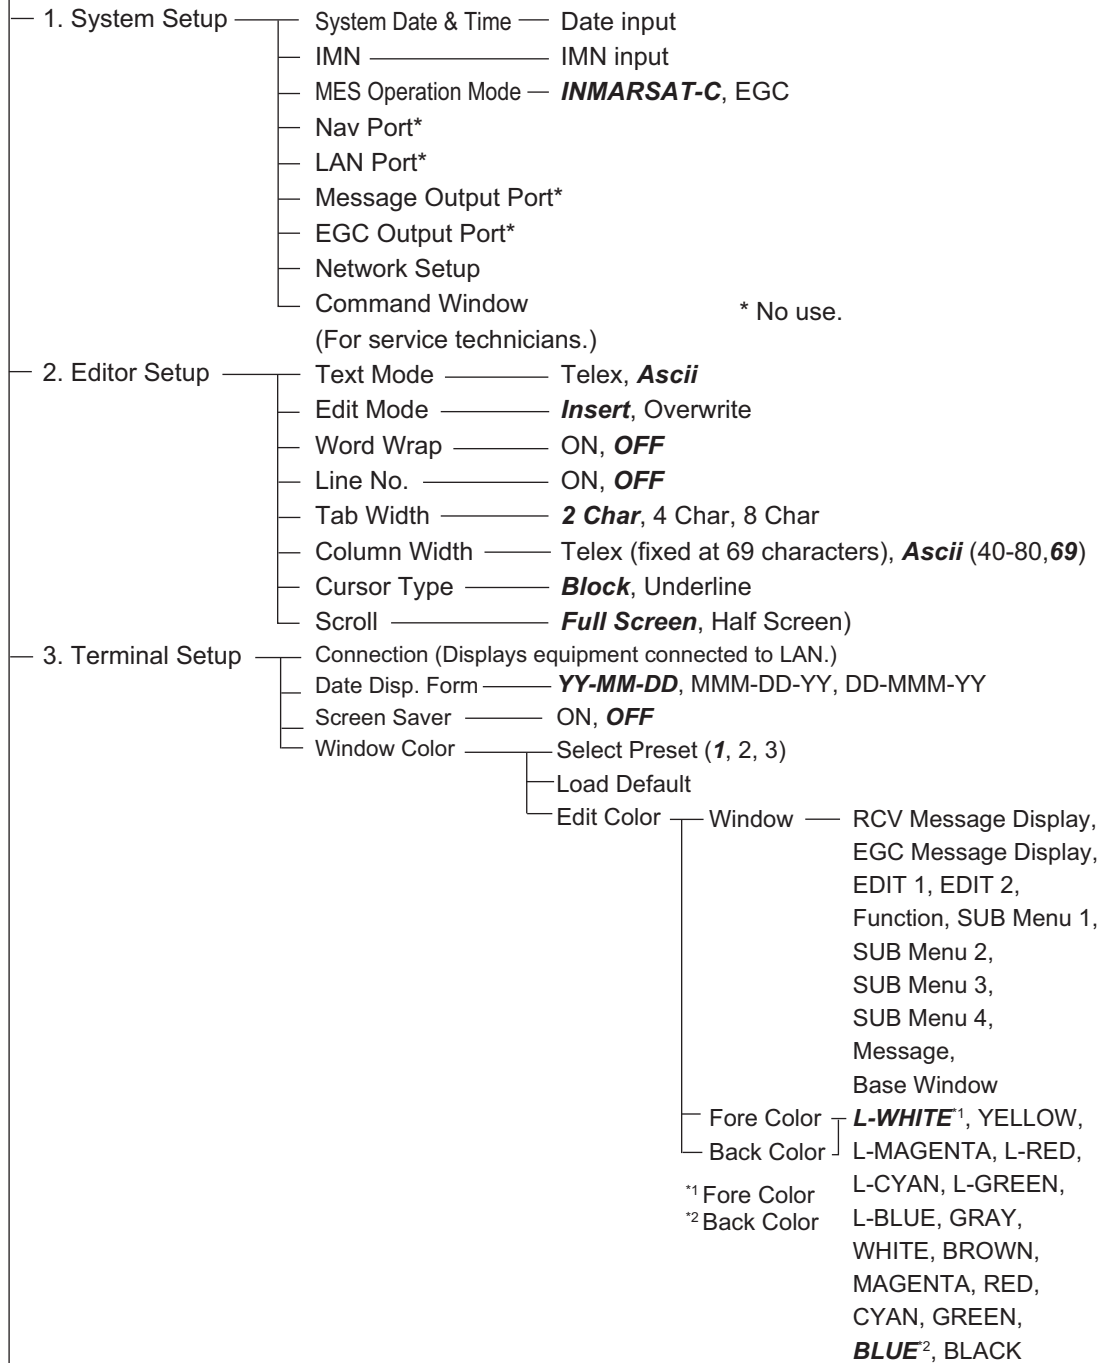 1. System Setup System Date & Time Date input
IMN IMN input
MES Operation Mode INMARSAT-C, EGC
Nav Port*
LAN Port*
Message Output Port*
EGC Output Port*
Network Setup
Command Window * No use.
(For service technicians.)
2. Editor Setup Text Mode Telex, Ascii
Edit Mode Insert, Overwrite
Word Wrap ON, OFF
Line No. ON, OFF
Tab Width 2 Char, 4 Char, 8 Char
Column Width Telex (fixed at 69 characters), Ascii (40-80,69)
Cursor Type Block, Underline
Scroll Full Screen, Half Screen)
3. Terminal Setup Connection (Displays equipment connected to LAN.)
Date Disp. Form YY-MM-DD, MMM-DD-YY, DD-MMM-YY
Screen Saver ON, OFF
Window Color Select Preset (1, 2, 3)
Load Default
Edit Color Window RCV Message Display,
EGC Message Display,
EDIT 1, EDIT 2,
Function, SUB Menu 1,
SUB Menu 2,
SUB Menu 3,
SUB Menu 4,
Message,
Base Window
Fore Color L-WHITE*1, YELLOW,
Back Color L-MAGENTA, L-RED,
*1 Fore Color L-CYAN, L-GREEN,
*2 Back Color L-BLUE, GRAY,
WHITE, BROWN,
MAGENTA, RED,
CYAN, GREEN,
BLUE*2, BLACK